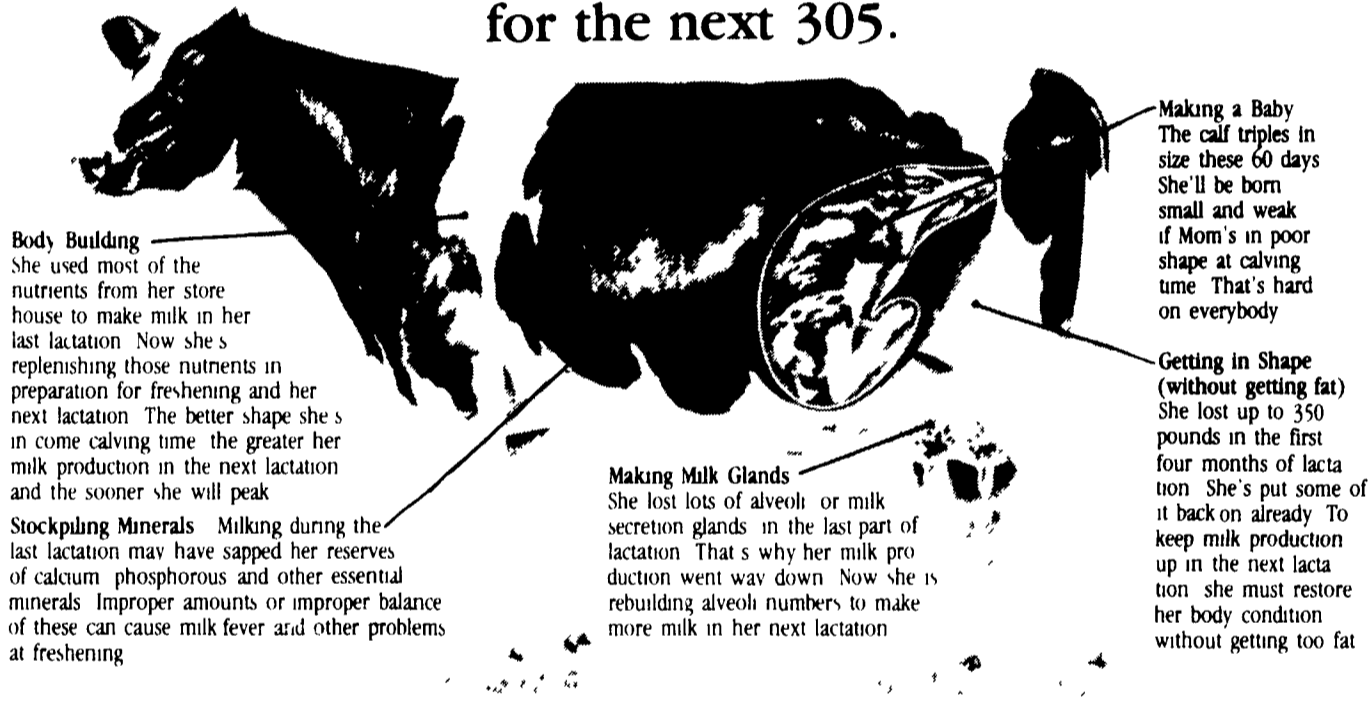 for the next 305.
Body Building
She used most of the
nutrients from her store
house to make milk in her
last lactation Now she s
replenishing those nutrients in
preparation for freshening and her
next lactation The better shape she s
in come calving time the greater her
milk production in the next lactation
and the sooner she will peak
Stockpiling Minerals Milking during the
last lactation may have sapped her reserves
of calcium phosphorous and other essential
minerals Improper amounts or improper balance
of these can cause milk fever and other problems
at freshening
Making Milk Glands
She lost lots of alveoli or milk
secretion glands in the last part of
lactation That s why her milk pro
duction went way down Now she is
rebuilding alveoli numbers to make
more milk in her next lactation
Making a Baby
The calf triples in
size these 60 days
She'll be born
small and weak
if Mom's in poor
shape at calving
time That's hard
on everybody
Getting in Shape
(without getting fat)
She lost up to 350
pounds in the first
four months of lacta
tion She's put some of
it back on already To
keep milk production
up in the next lacta
tion she must restore
her body condition
without getting too fat